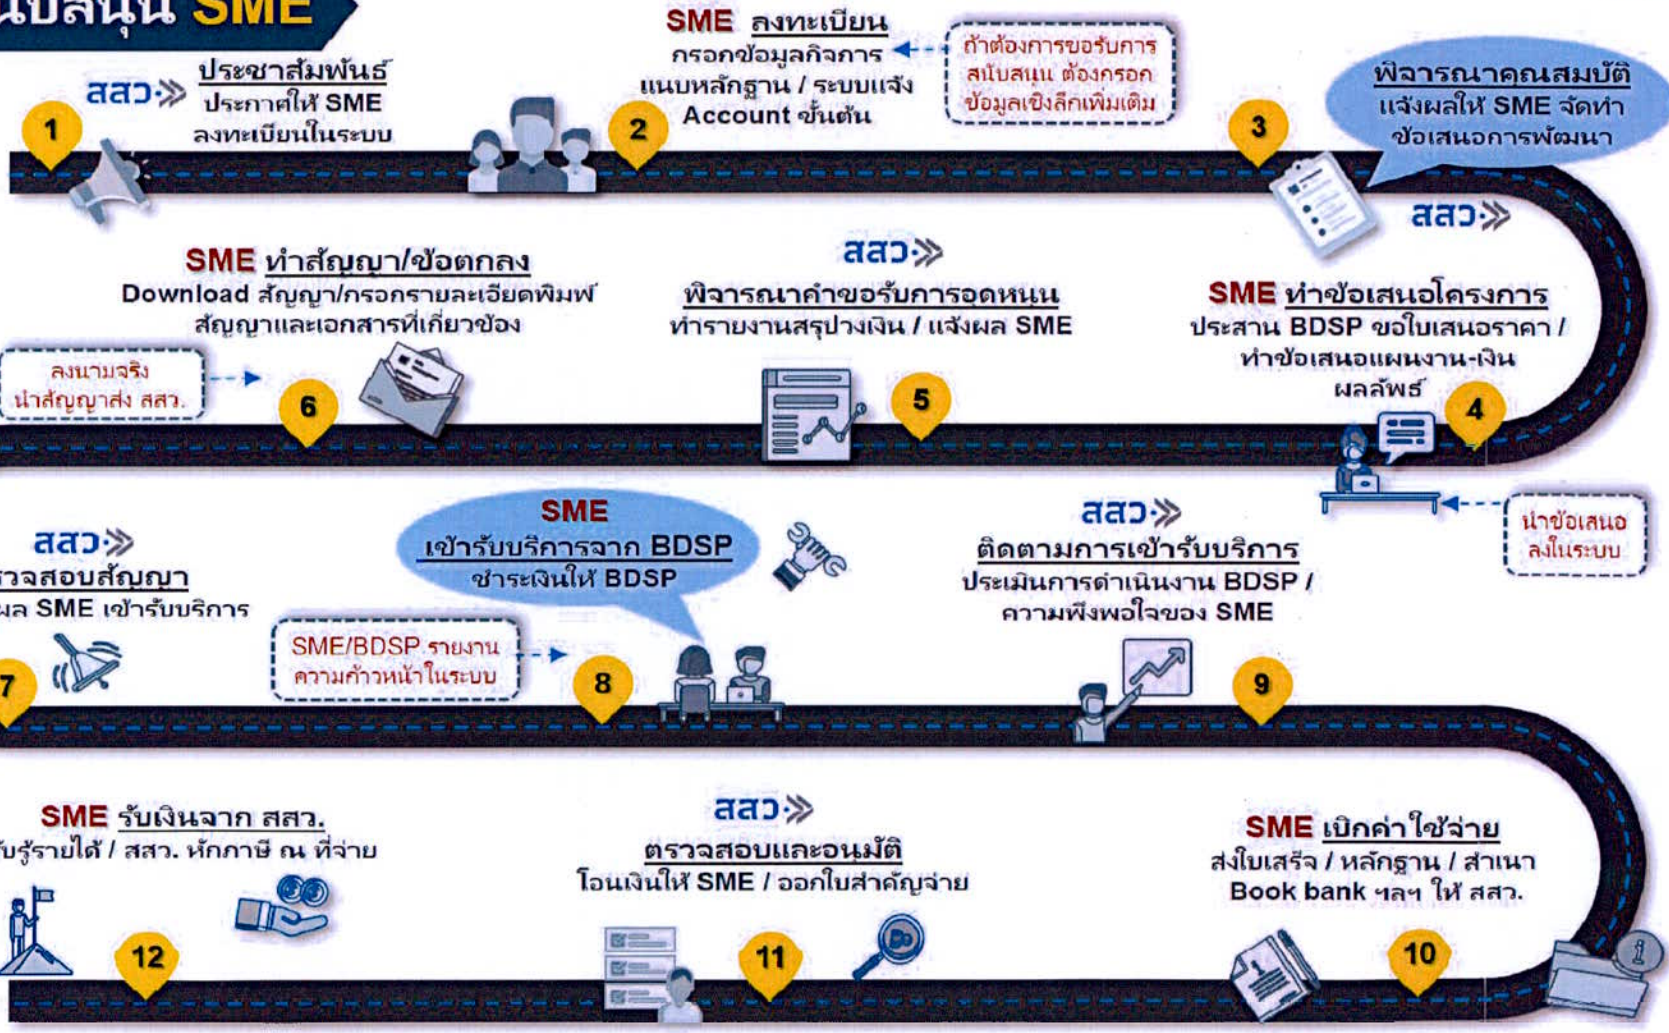 SME
1
สสว
ประชาสัมพันธ์
ประกาศให้ SME
ลงทะเบียนในระบบ
2
SME ลงทะเบียน
กรอกข้อมูลกิจการ
แนบหลักฐาน / ระบบแจ้ง
Account ขั้นต้น
ถ้าต้องการขอรับการ
สนับสนุน ต้องกรอก
ข้อมูลเชิงลึกเพิ่มเติม
3
พิจารณาคุณสมบัติ
แจ้งผลให้ SME จัดทำ
ข้อเสนอการพัฒนา
สสว
SME ทำข้อเสนอโครงการ
ประสาน BDSP ขอใบเสนอราคา /
ทำข้อเสนอแผนงาน-เงิน
ผลลัพธ์
4
นำข้อเสนอ
ลงในระบบ
สสว
พิจารณาคำขอรับการอุดหนุน
ทำรายงานสรุปวงเงิน / แจ้งผล SME
5
SME ทำสัญญา/ข้อตกลง
Download สัญญา/กรอกรายละเอียดพิมพ์
สัญญาและเอกสารที่เกี่ยวข้อง
6
ลงนามจริง
นำสัญญาส่ง สสว.
สสว
วจสอบสัญญา
ผล SME เข้ารับบริการ
7
SME
เข้ารับบริการจาก BDSP
ชำระเงินให้ BDSP
SME/BDSP รายงาน
ความก้าวหน้าในระบบ
8
สสว
ติดตามการเข้ารับบริการ
ประเมินการดำเนินงาน BDSP /
ความพึงพอใจของ SME
9
SME เบิกค่าใช้จ่าย
ส่งใบเสร็จ / หลักฐาน / สำเนา
Book bank ฯลฯ ให้ สสว.
10
สสว
ตรวจสอบและอนุมัติ
โอนเงินให้ SME / ออกใบสำคัญจ่าย
11
SME รับเงินจาก สสว.
บรู้รายได้ / สสว. หักภาษี ณ ที่จ่าย
12